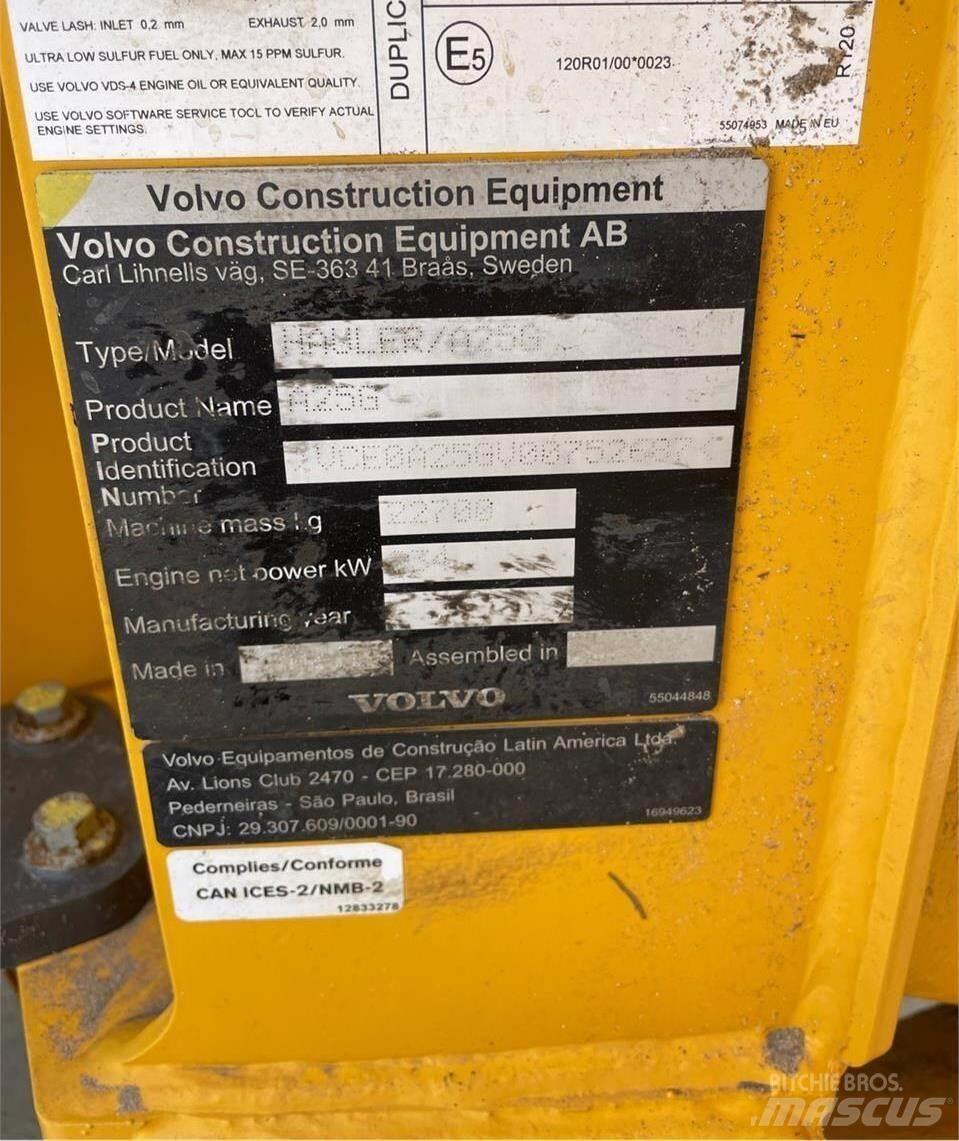 VALVE LASH: INLET 0,2 mm EXHAUST 2,0 mm
ULTRA LOW SULFUR FUEL ONLY, MAX 15 PPM SULFUR.
USE VOLVO VDS-4 ENGINE OIL OR EQUIVALENT QUALITY.
USE VOLVO SOFTWARE SERVICE TOOL TO VERIFY ACTUAL
ENGINE SETTINGS.
DUPLIC
E5
120R01/00*0023
R120
55074953 MADE IN EU
Volvo Construction Equipment
Volvo Construction Equipment AB
Carl Lihnells väg, SE-363 41 Braås, Sweden
Type/Model HAULER/A25G
Product Name A25G
Product
Identification
Number
Machine mass kg 22700
Engine net power kW
Manufacturing year
Made in Assembled in
VOLVO 55044848
Volvo Equipamentos de Construção Latin America Ltda.
Av. Lions Club 2470 - CEP 17.280-000
Pederneiras - São Paulo, Brasil
CNPJ: 29.307.609/0001-90 16949623
Complies/Conforme
CAN ICES-2/NMB-2
12833278
RITCHIE BROS.
MASCUS